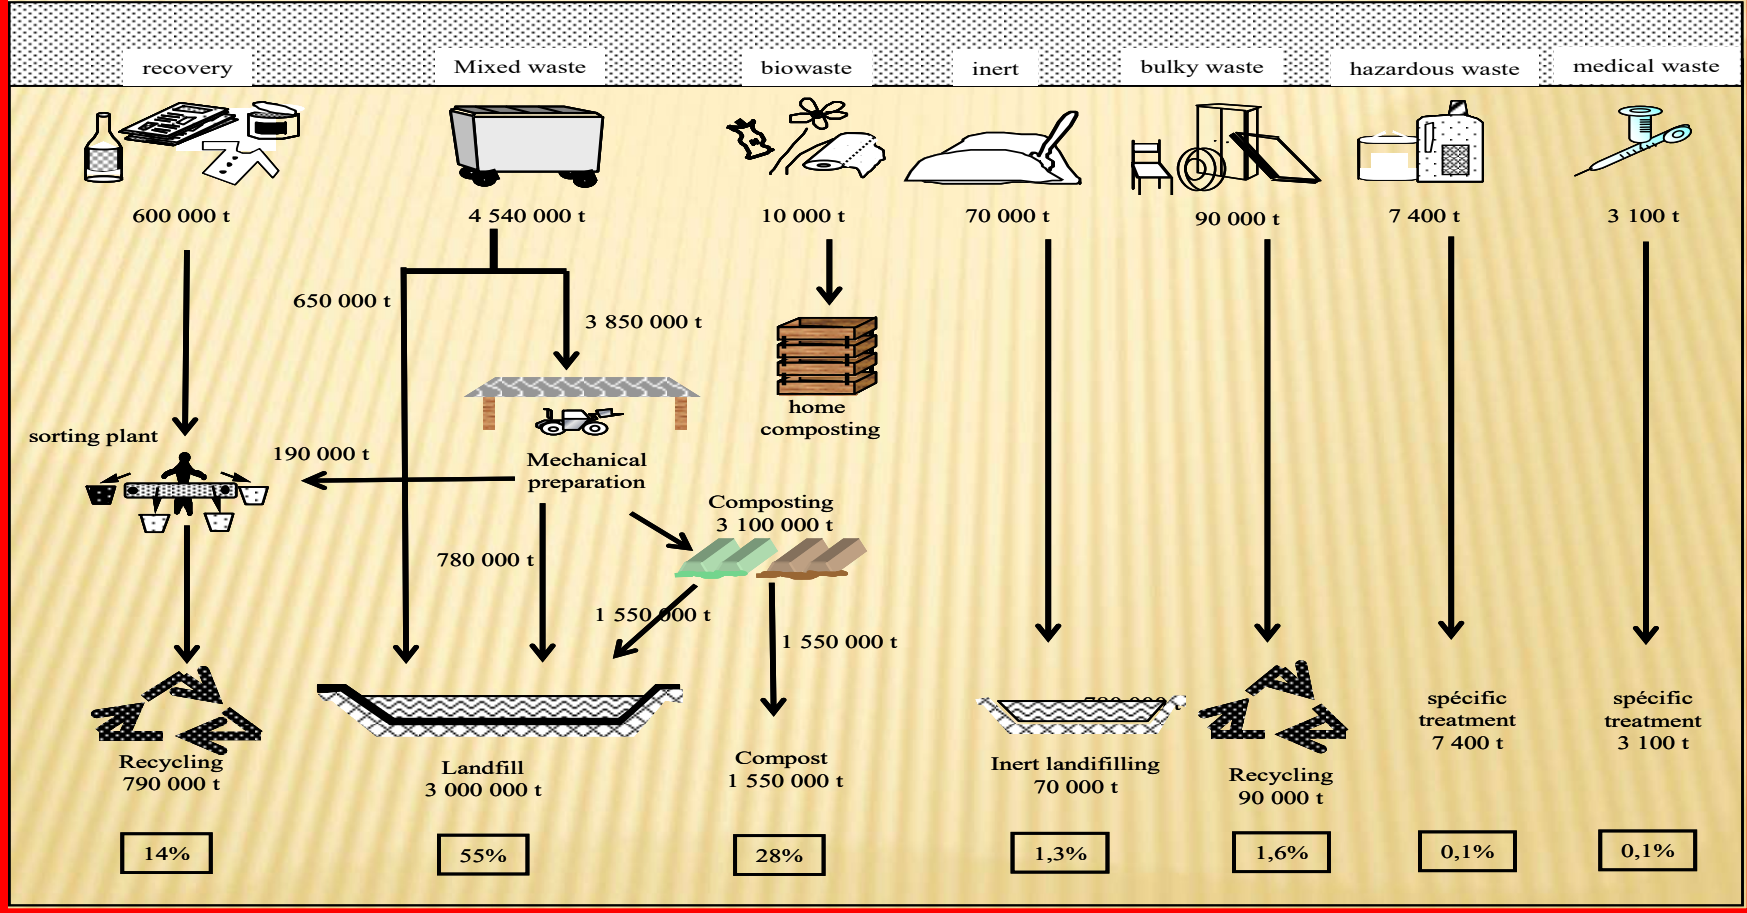 recovery
Mixed waste
biowaste
inert
bulky waste
hazardous waste
medical waste
600 000 t
4 540 000 t
10 000 t
70 000 t
90 000 t
7 400 t
3 100 t
650 000 t
3 850 000 t
home
composting
sorting plant
190 000 t
Mechanical
preparation
Composting
3 100 000 t
780 000 t
1 550 000 t
1 550 000 t
Recycling
790 000 t
Landfill
3 000 000 t
Compost
1 550 000 t
Inert landifilling
70 000 t
Recycling
90 000 t
spécific
treatment
7 400 t
spécific
treatment
3 100 t
14%
55%
28%
1,3%
1,6%
0,1%
0,1%